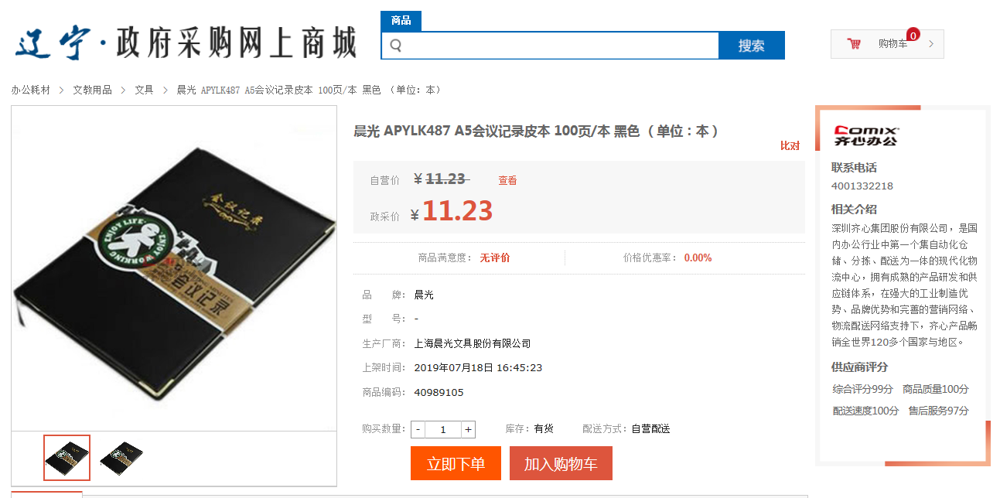 辽宁·政府采购网上商城
商品
搜索
购物车 0
办公耗材 > 文教用品 > 文具 > 晨光 APYLK487 A5会议记录皮本 100页/本 黑色 （单位：本）
会议记录
ENJOY LIFE·
ENJOY WORKING
MINUTES
会议记录
晨光 APYLK487 A5会议记录皮本 100页/本 黑色 （单位：本）
比对
自营价 ¥11.23 查看
政采价 ¥11.23
商品满意度： 无评价 价格优惠率： 0.00%
品 牌： 晨光
型 号： -
生产厂商： 上海晨光文具股份有限公司
上架时间： 2019年07月18日 16:45:23
商品编码： 40989105
购买数量： - 1 + 库存：有货 配送方式：自营配送
立即下单 加入购物车
COMIX
齐心办公
联系电话
4001332218
相关介绍
深圳齐心集团股份有限公司，是国
内办公行业中第一个集自动化仓
储、分拣、配送为一体的现代化物
流中心，拥有成熟的产品研发和供
应链体系，在强大的工业制造优
势、品牌优势和完善的营销网络、
物流配送网络支持下，齐心产品畅
销全世界120多个国家与地区。
供应商评分
综合评分99分 商品质量100分
配送速度100分 售后服务97分